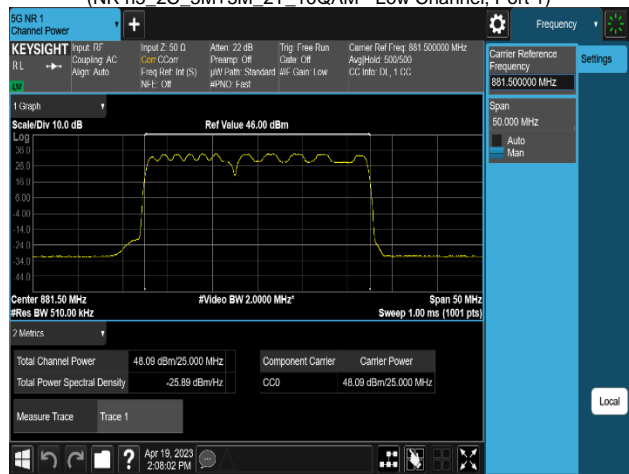 (NR n5_2C_5M+5M_2T_16QAM - Low Channel, Port 1)
5G NR 1
Channel Power
+
Frequency
KEYSIGHT
RL
LW
Input: RF
Coupling: AC
Align: Auto
Input Z: 50 Ω
Corr CCorr
Freq Ref: Int (S)
NFE: Off
Atten: 22 dB
Preamp: Off
µW Path: Standard
#PNO: Fast
Trig: Free Run
Gate: Off
#IF Gain: Low
Carrier Ref Freq: 881.500000 MHz
Avg|Hold: 500/500
CC Info: DL, 1 CC
Carrier Reference
Frequency
881.500000 MHz
Settings
Span
50.000 MHz
Auto
Man
1 Graph
Scale/Div 10.0 dB
Ref Value 46.00 dBm
Log
36.0
26.0
16.0
6.00
-4.00
-14.0
-24.0
-34.0
-44.0
Center 881.50 MHz
#Video BW 2.0000 MHz*
Span 50 MHz
#Res BW 510.00 kHz
Sweep 1.00 ms (1001 pts)
2 Metrics
Total Channel Power 48.09 dBm/25.000 MHz
Total Power Spectral Density -25.89 dBm/Hz
Component Carrier Carrier Power
CC0 48.09 dBm/25.000 MHz
Measure Trace Trace 1
Local
?
Apr 19, 2023
2:08:02 PM